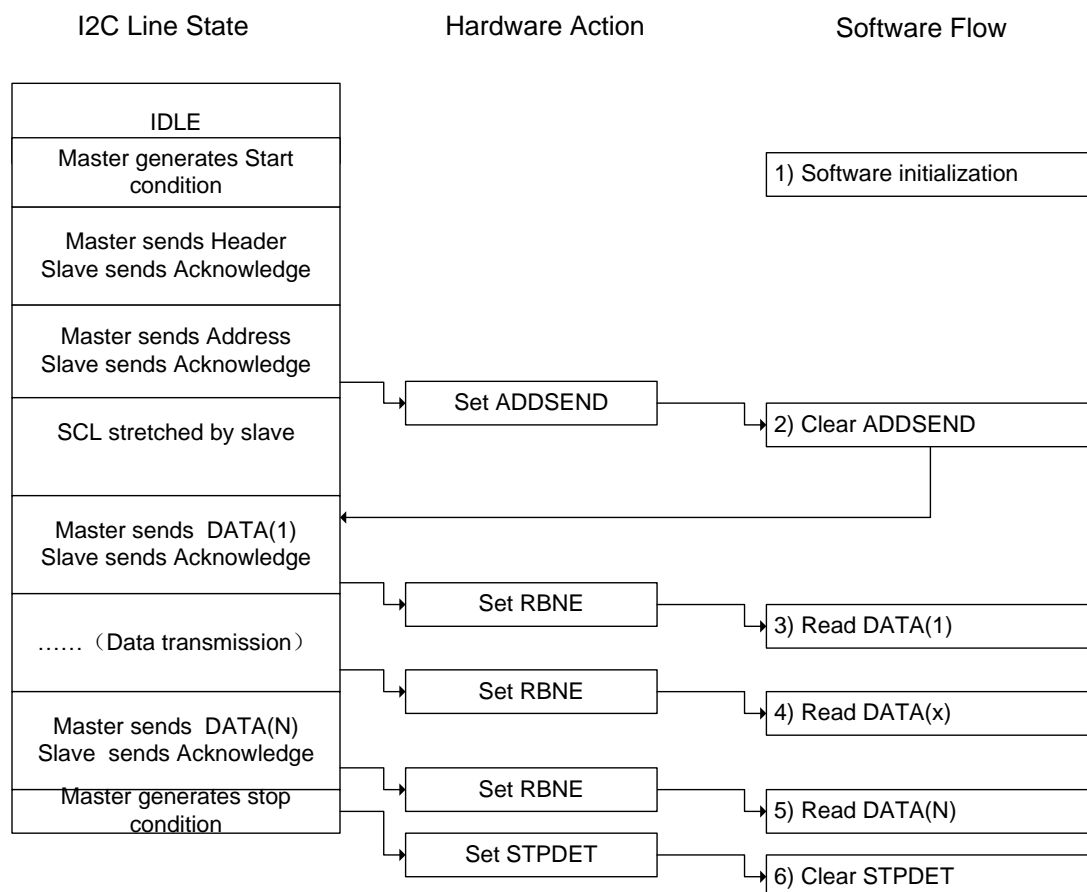 I2C Line State
Hardware Action
Software Flow
IDLE
Master generates Start
condition
1) Software initialization
Master sends Header
Slave sends Acknowledge
Master sends Address
Slave sends Acknowledge
Set ADDSEND
2) Clear ADDSEND
SCL stretched by slave
Master sends DATA(1)
Slave sends Acknowledge
Set RBNE
3) Read DATA(1)
……（Data transmission）
Set RBNE
4) Read DATA(x)
Master sends DATA(N)
Slave sends Acknowledge
Set RBNE
5) Read DATA(N)
Master generates stop
condition
Set STPDET
6) Clear STPDET